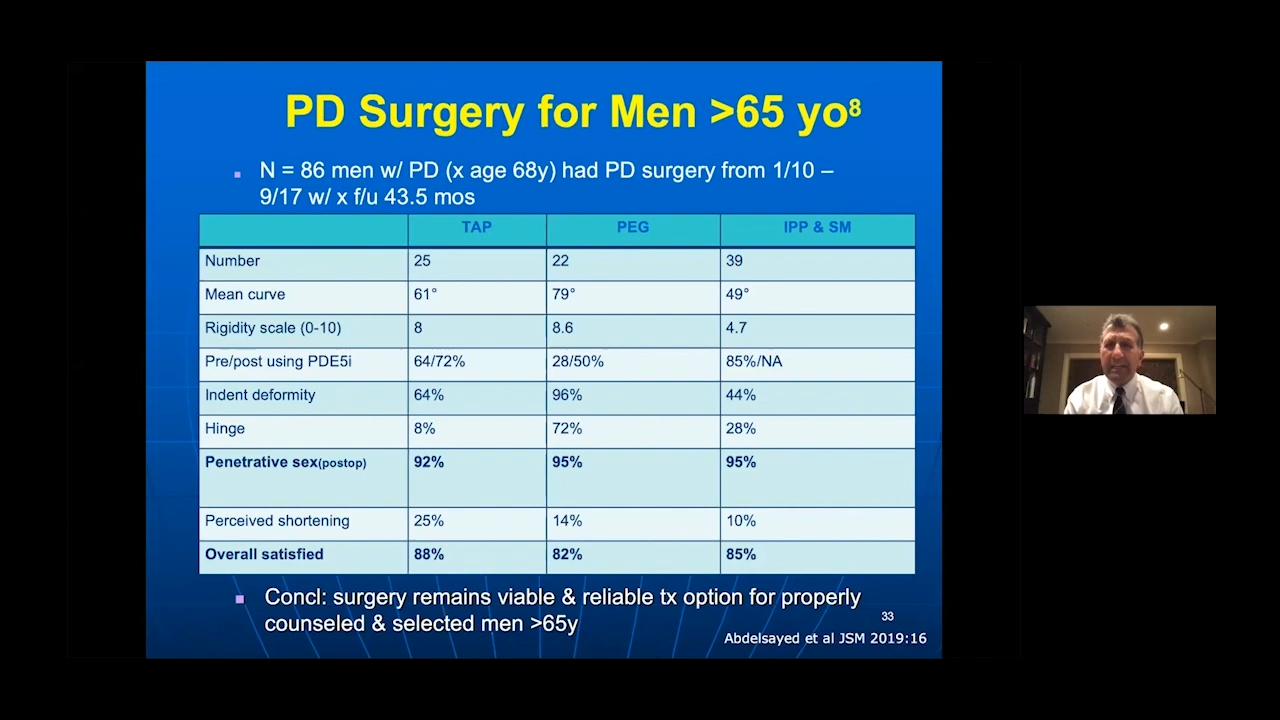 PD Surgery for Men >65 yo8
N = 86 men w/ PD (x age 68y) had PD surgery from 1/10 –
9/17 w/ x f/u 43.5 mos
TAP PEG IPP & SM
Number 25 22 39
Mean curve 61° 79° 49°
Rigidity scale (0-10) 8 8.6 4.7
Pre/post using PDE5i 64/72% 28/50% 85%/NA
Indent deformity 64% 96% 44%
Hinge 8% 72% 28%
Penetrative sex(postop) 92% 95% 95%
Perceived shortening 25% 14% 10%
Overall satisfied 88% 82% 85%
Concl: surgery remains viable & reliable tx option for properly
counseled & selected men >65y
33
Abdelsayed et al JSM 2019:16